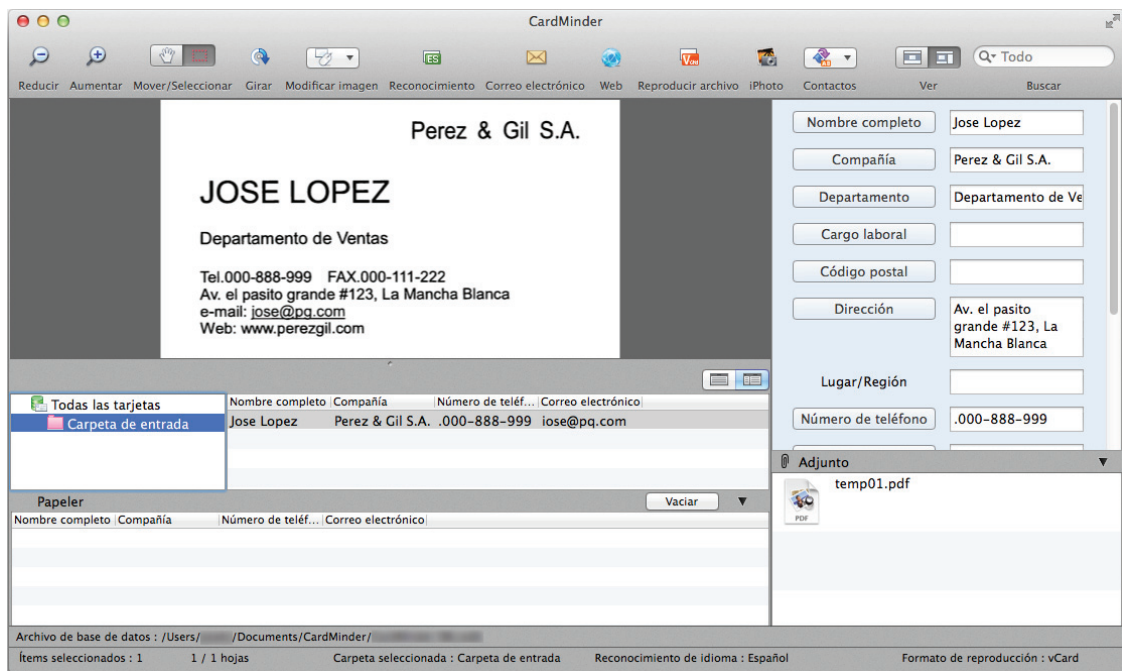 CardMinder
Todo
Reducir Aumentar Mover/Seleccionar Girar Modificar imagen Reconocimiento Correo electrónico Web Reproducir archivo iPhoto Contactos Ver Buscar
Perez & Gil S.A.
JOSE LOPEZ
Departamento de Ventas
Tel.000-888-999 FAX.000-111-222
Av. el pasito grande #123, La Mancha Blanca
e-mail: jose@pq.com
Web: www.perezgil.com
Nombre completo Jose Lopez
Compañía Perez & Gil S.A.
Departamento Departamento de Ve
Cargo laboral
Código postal
Dirección Av. el pasito
grande #123, La
Mancha Blanca
Lugar/Región
Número de teléfono .000-888-999
Todas las tarjetas
Carpeta de entrada
Nombre completo Compañía Número de teléf... Correo electrónico
Jose Lopez Perez & Gil S.A. .000-888-999 iose@pq.com
Adjunto
temp01.pdf
PDF
Papeler Vaciar
Nombre completo Compañía Número de teléf... Correo electrónico
Archivo de base de datos : /Users/ /Documents/CardMinder/
Ítems seleccionados : 1 1 / 1 hojas Carpeta seleccionada : Carpeta de entrada Reconocimiento de idioma : Español Formato de reproducción : vCard